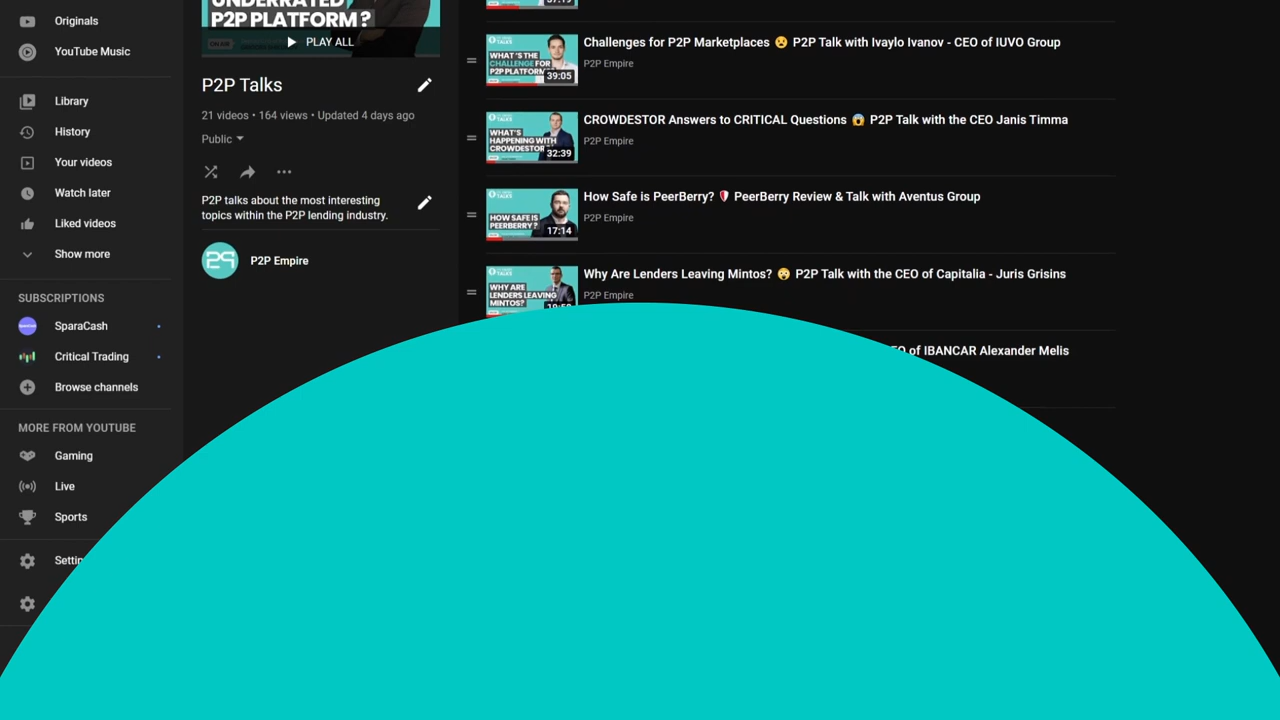 Originals
YouTube Music
Library
History
Your videos
Watch later
Liked videos
Show more
SUBSCRIPTIONS
SparaCash
Critical Trading
Browse channels
MORE FROM YOUTUBE
Gaming
Live
Sports
UNDERRATED
P2P PLATFORM?
PLAY ALL
P2P Talks
21 videos • 164 views • Updated 4 days ago
Public
P2P talks about the most interesting
topics within the P2P lending industry.
P2P Empire
37:19
WHAT'S THE
CHALLENGE FOR
P2P PLATFORM
39:05
Challenges for P2P Marketplaces 😧 P2P Talk with Ivaylo Ivanov - CEO of IUVO Group
P2P Empire
WHAT'S
HAPPENING WITH
CROWDESTOR
32:39
CROWDESTOR Answers to CRITICAL Questions 😱 P2P Talk with the CEO Janis Timma
P2P Empire
HOW SAFE IS
PEERBERRY?
17:14
How Safe is PeerBerry? 🛡 PeerBerry Review & Talk with Aventus Group
P2P Empire
WHY ARE
LENDERS LEAVING
MINTOS?
Why Are Lenders Leaving Mintos? 😲 P2P Talk with the CEO of Capitalia - Juris Grisins
P2P Empire
of IBANCAR Alexander Melis